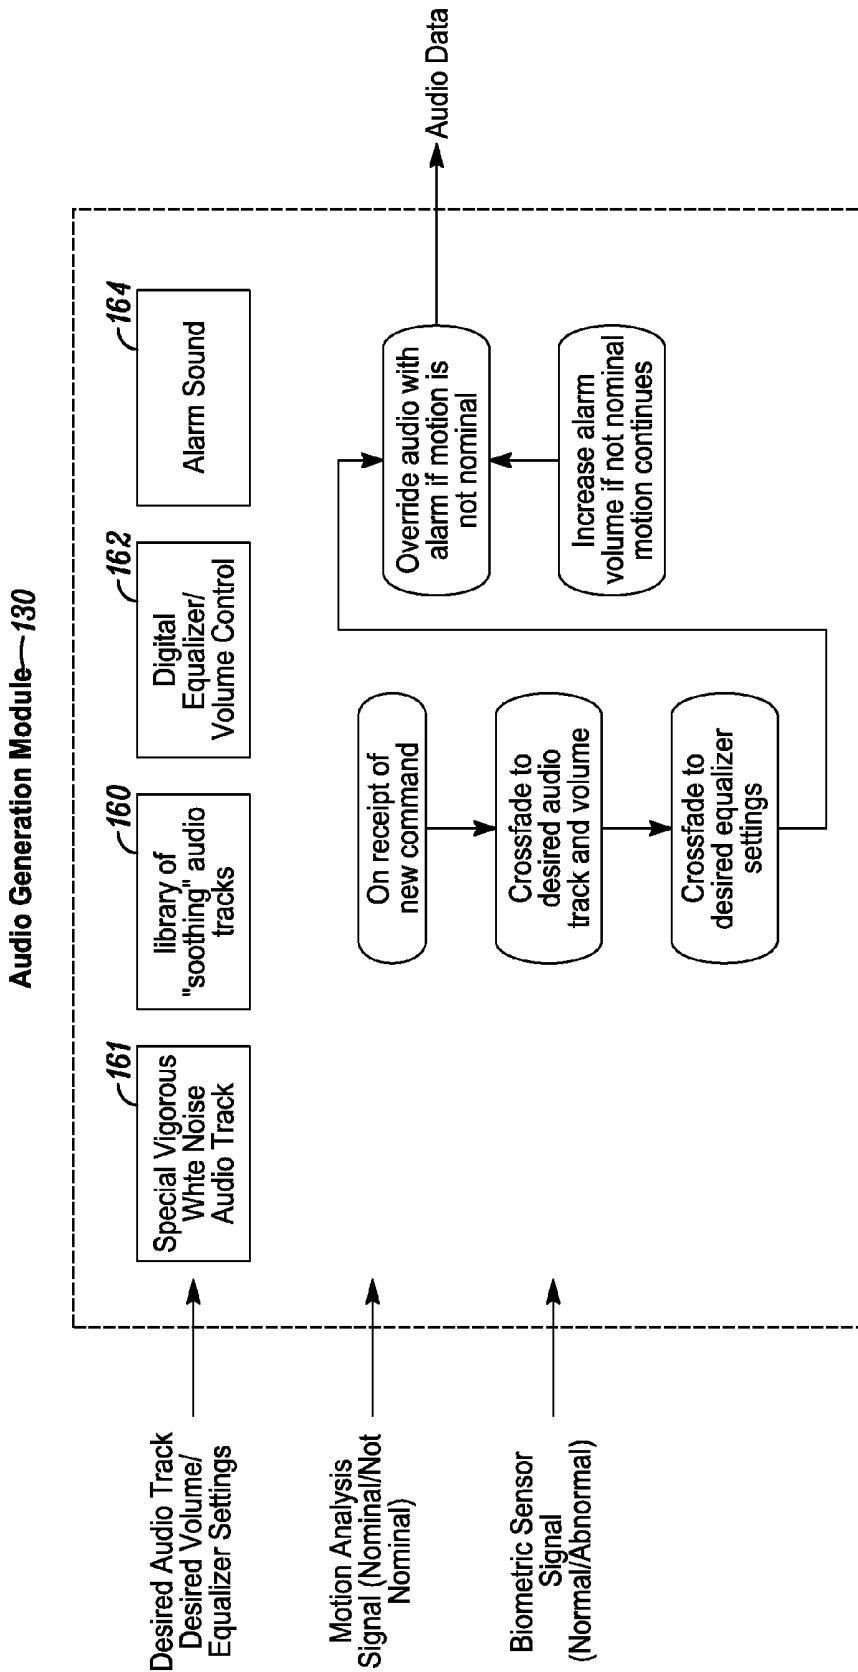 Audio Generation Module 130
Desired Audio Track
Desired Volume/
Equalizer Settings
Motion Analysis
Signal (Nominal/Not
Nominal)
Biometric Sensor
Signal
(Normal/Abnormal)
161
Special Vigorous
Whte Noise
Audio Track
160
library of
"soothing" audio
tracks
162
Digital
Equalizer/
Volume Control
164
Alarm Sound
On receipt of
new command
Crossfade to
desired audio
track and volume
Crossfade to
desired equalizer
settings
Override audio with
alarm if motion is
not nominal
Increase alarm
volume if not nominal
motion continues
Audio Data